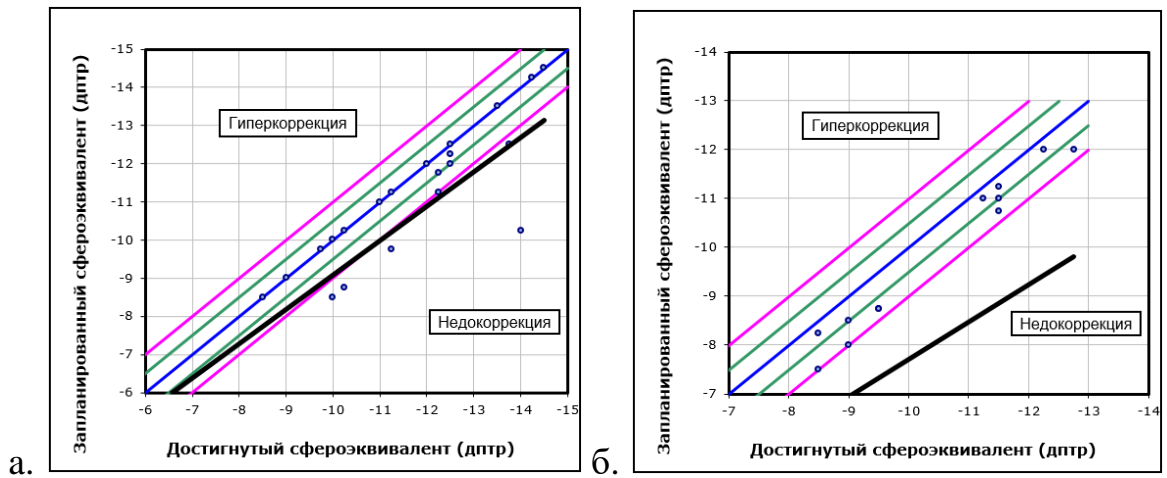 Запланированный сфероэквивалент (дптр)
-15
-14
-13
-12
-11
-10
-9
-8
-7
-6
Гиперкоррекция
Недокоррекция
-6 -7 -8 -9 -10 -11 -12 -13 -14 -15
Достигнутый сфероэквивалент (дптр)
а.
Запланированный сфероэквивалент (дптр)
-14
-13
-12
-11
-10
-9
-8
-7
Гиперкоррекция
Недокоррекция
-7 -8 -9 -10 -11 -12 -13 -14
Достигнутый сфероэквивалент (дптр)
б.